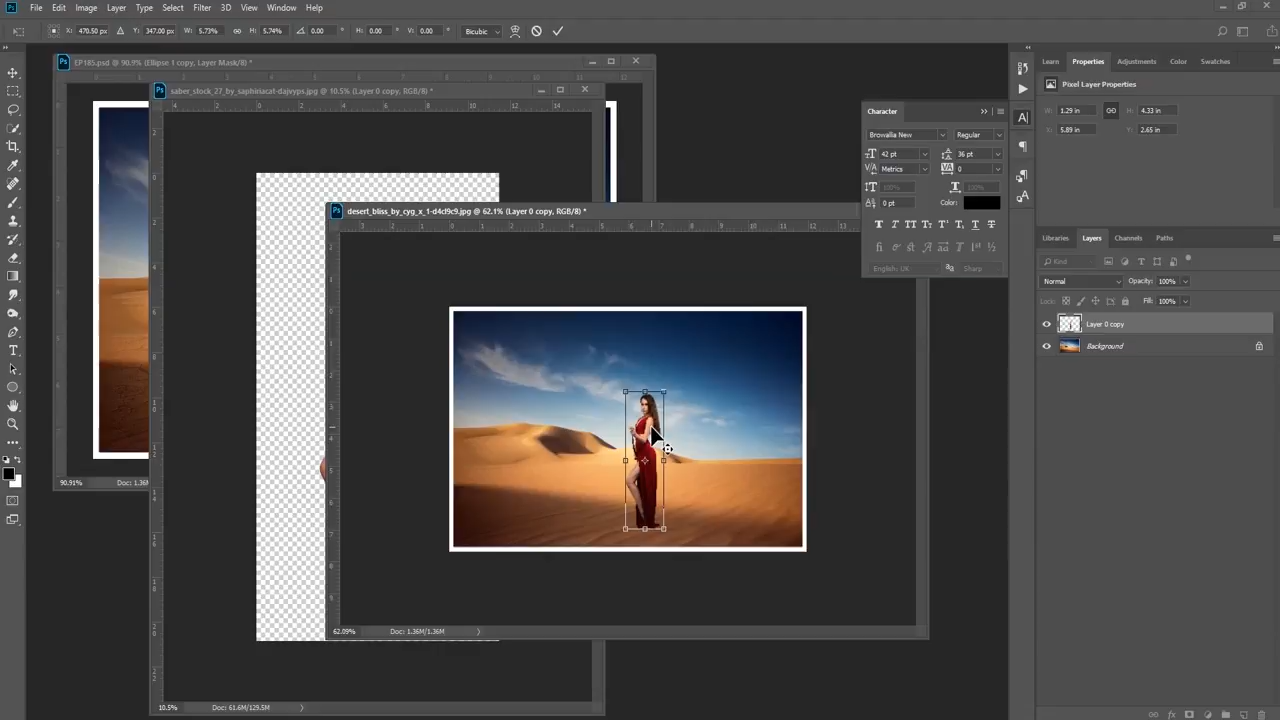 File Edit Image Layer Type Select Filter 3D View Window Help
X: 470.50 px Y: 347.00 px W: 5.73% H: 5.74% 0.00 ° H: 0.00 ° V: 0.00 ° Bicubic
EP185.psd @ 90.9% (Ellipse 1 copy, Layer Mask/8) *
saber_stock_27_by_saphiriacat-dajvyps.jpg @ 10.5% (Layer 0 copy, RGB/8) *
desert_bliss_by_cyg_x_1-d4cl9c9.jpg @ 62.1% (Layer 0 copy, RGB/8) *
90.91% Doc: 1.36M
62.09% Doc: 1.36M/1.36M
10.5% Doc: 61.6M/129.5M
Character
Browallia New Regular
42 pt 36 pt
Metrics 0
100% 100%
0 pt Color:
English: UK Sharp
Learn Properties Adjustments Color Swatches
Pixel Layer Properties
W: 1.29 in H: 4.33 in
X: 5.89 in Y: 2.65 in
Libraries Layers Channels Paths
Kind
Normal Opacity: 100%
Lock: Fill: 100%
Layer 0 copy
Background